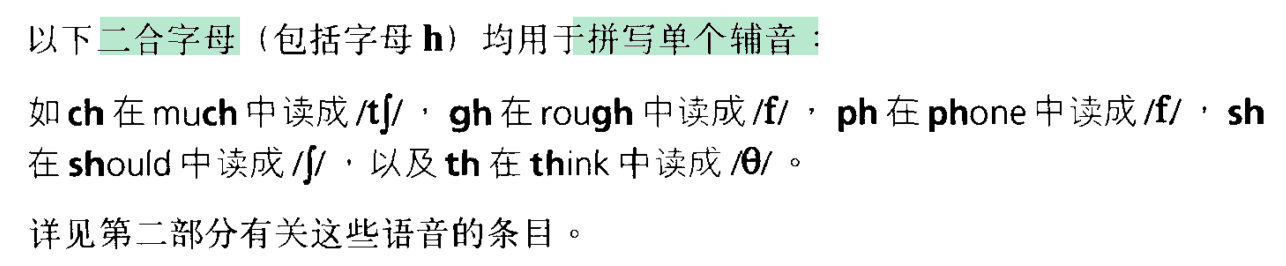 以下二合字母（包括字母 h）均用于拼写单个辅音：
如 ch 在 much 中读成 /tʃ/，gh 在 rough 中读成 /f/，ph 在 phone 中读成 /f/，sh
在 should 中读成 /ʃ/，以及 th 在 think 中读成 /θ/。
详见第二部分有关这些语音的条目。